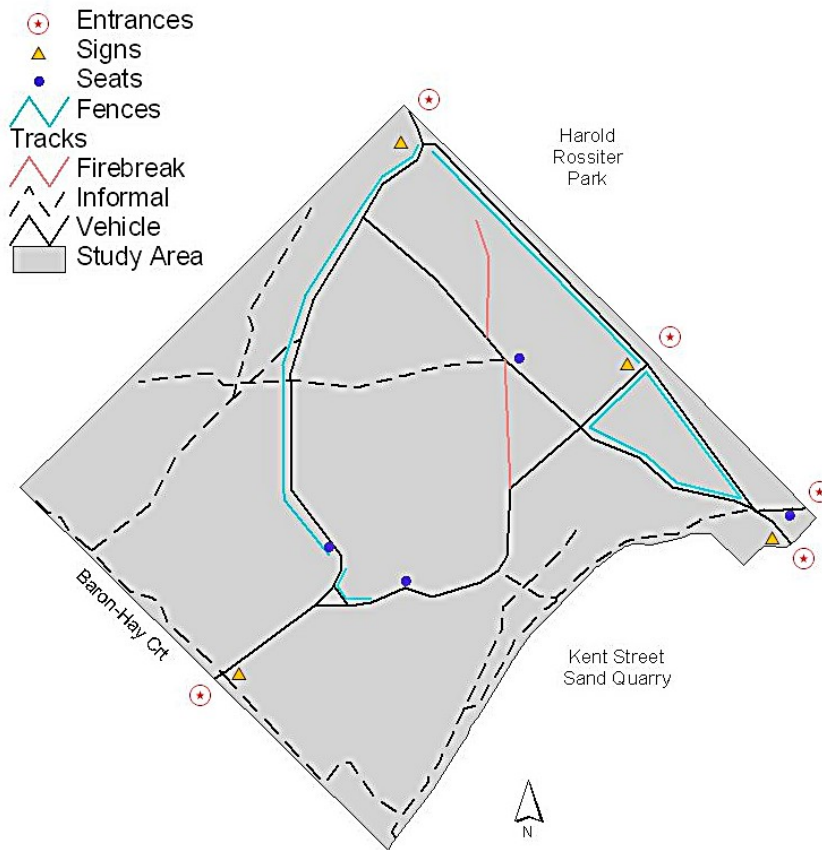 Entrances
Signs
Seats
Fences
Tracks
Firebreak
Informal
Vehicle
Study Area
Harold
Rossiter
Park
Baron-Hay Crt
Kent Street
Sand Quarry
N